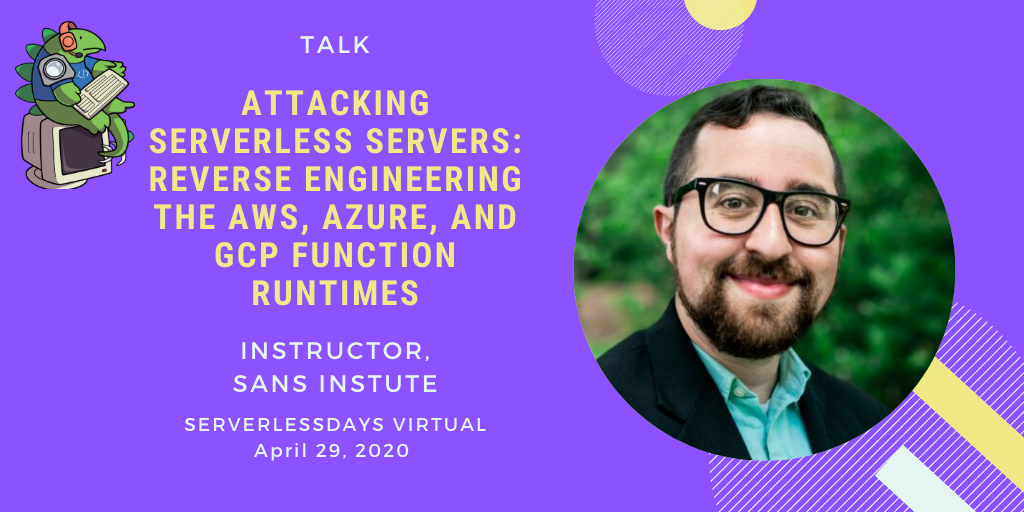 TALK
ATTACKING
SERVERLESS SERVERS:
REVERSE ENGINEERING
THE AWS, AZURE, AND
GCP FUNCTION
RUNTIMES
INSTRUCTOR,
SANS INSTUTE
SERVERLESSDAYS VIRTUAL
April 29, 2020